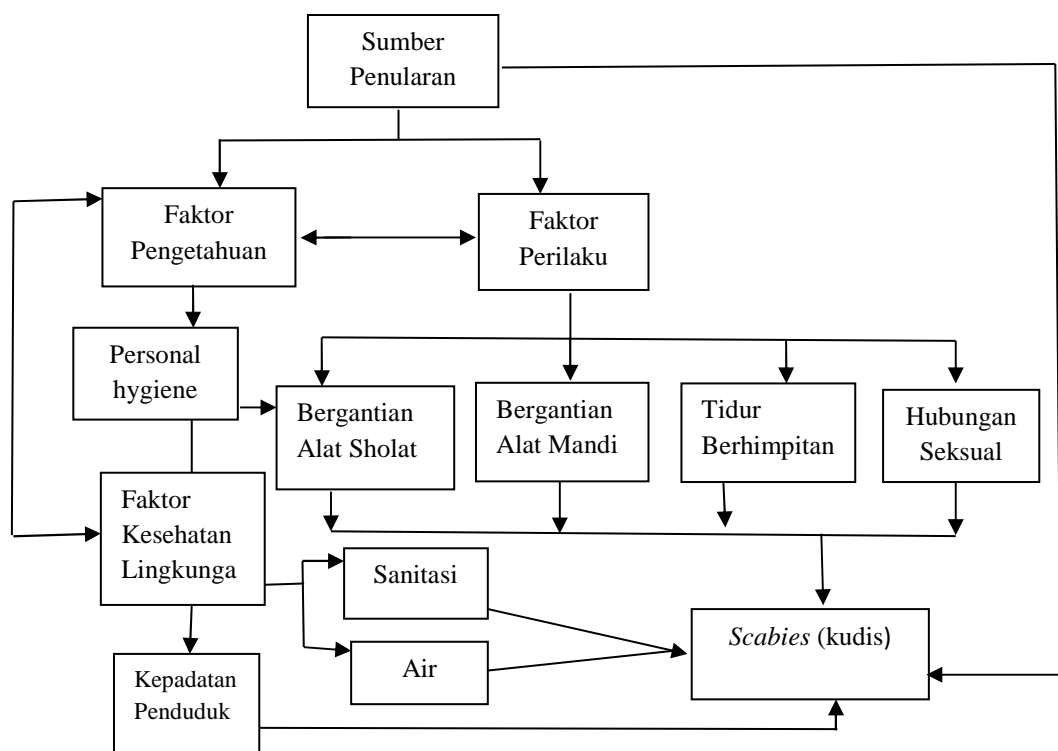 Sumber
Penularan
Faktor
Pengetahuan
Faktor
Perilaku
Personal
hygiene
Bergantian
Alat Sholat
Bergantian
Alat Mandi
Tidur
Berhimpitan
Hubungan
Seksual
Faktor
Kesehatan
Lingkunga
Sanitasi
Air
Scabies (kudis)
Kepadatan
Penduduk